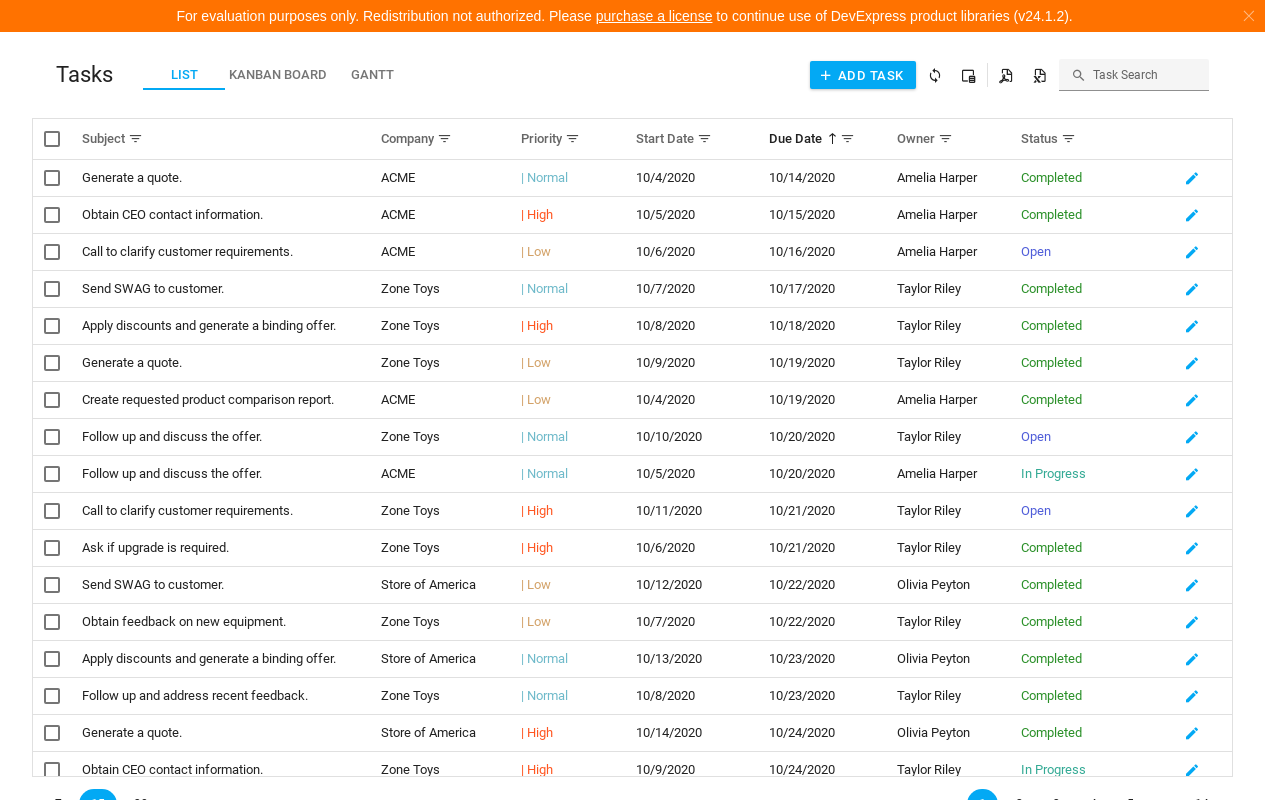 For evaluation purposes only. Redistribution not authorized. Please purchase a license to continue use of DevExpress product libraries (v24.1.2).
Tasks LIST KANBAN BOARD GANTT ADD TASK Task Search
Subject Company Priority Start Date Due Date Owner Status
Generate a quote. ACME | Normal 10/4/2020 10/14/2020 Amelia Harper Completed
Obtain CEO contact information. ACME | High 10/5/2020 10/15/2020 Amelia Harper Completed
Call to clarify customer requirements. ACME | Low 10/6/2020 10/16/2020 Amelia Harper Open
Send SWAG to customer. Zone Toys | Normal 10/7/2020 10/17/2020 Taylor Riley Completed
Apply discounts and generate a binding offer. Zone Toys | High 10/8/2020 10/18/2020 Taylor Riley Completed
Generate a quote. Zone Toys | Low 10/9/2020 10/19/2020 Taylor Riley Completed
Create requested product comparison report. ACME | Low 10/4/2020 10/19/2020 Amelia Harper Completed
Follow up and discuss the offer. Zone Toys | Normal 10/10/2020 10/20/2020 Taylor Riley Open
Follow up and discuss the offer. ACME | Normal 10/5/2020 10/20/2020 Amelia Harper In Progress
Call to clarify customer requirements. Zone Toys | High 10/11/2020 10/21/2020 Taylor Riley Open
Ask if upgrade is required. Zone Toys | High 10/6/2020 10/21/2020 Taylor Riley Completed
Send SWAG to customer. Store of America | Low 10/12/2020 10/22/2020 Olivia Peyton Completed
Obtain feedback on new equipment. Zone Toys | Low 10/7/2020 10/22/2020 Taylor Riley Completed
Apply discounts and generate a binding offer. Store of America | Normal 10/13/2020 10/23/2020 Olivia Peyton Completed
Follow up and address recent feedback. Zone Toys | Normal 10/8/2020 10/23/2020 Taylor Riley Completed
Generate a quote. Store of America | High 10/14/2020 10/24/2020 Olivia Peyton Completed
Obtain CEO contact information. Zone Toys | High 10/9/2020 10/24/2020 Taylor Riley In Progress